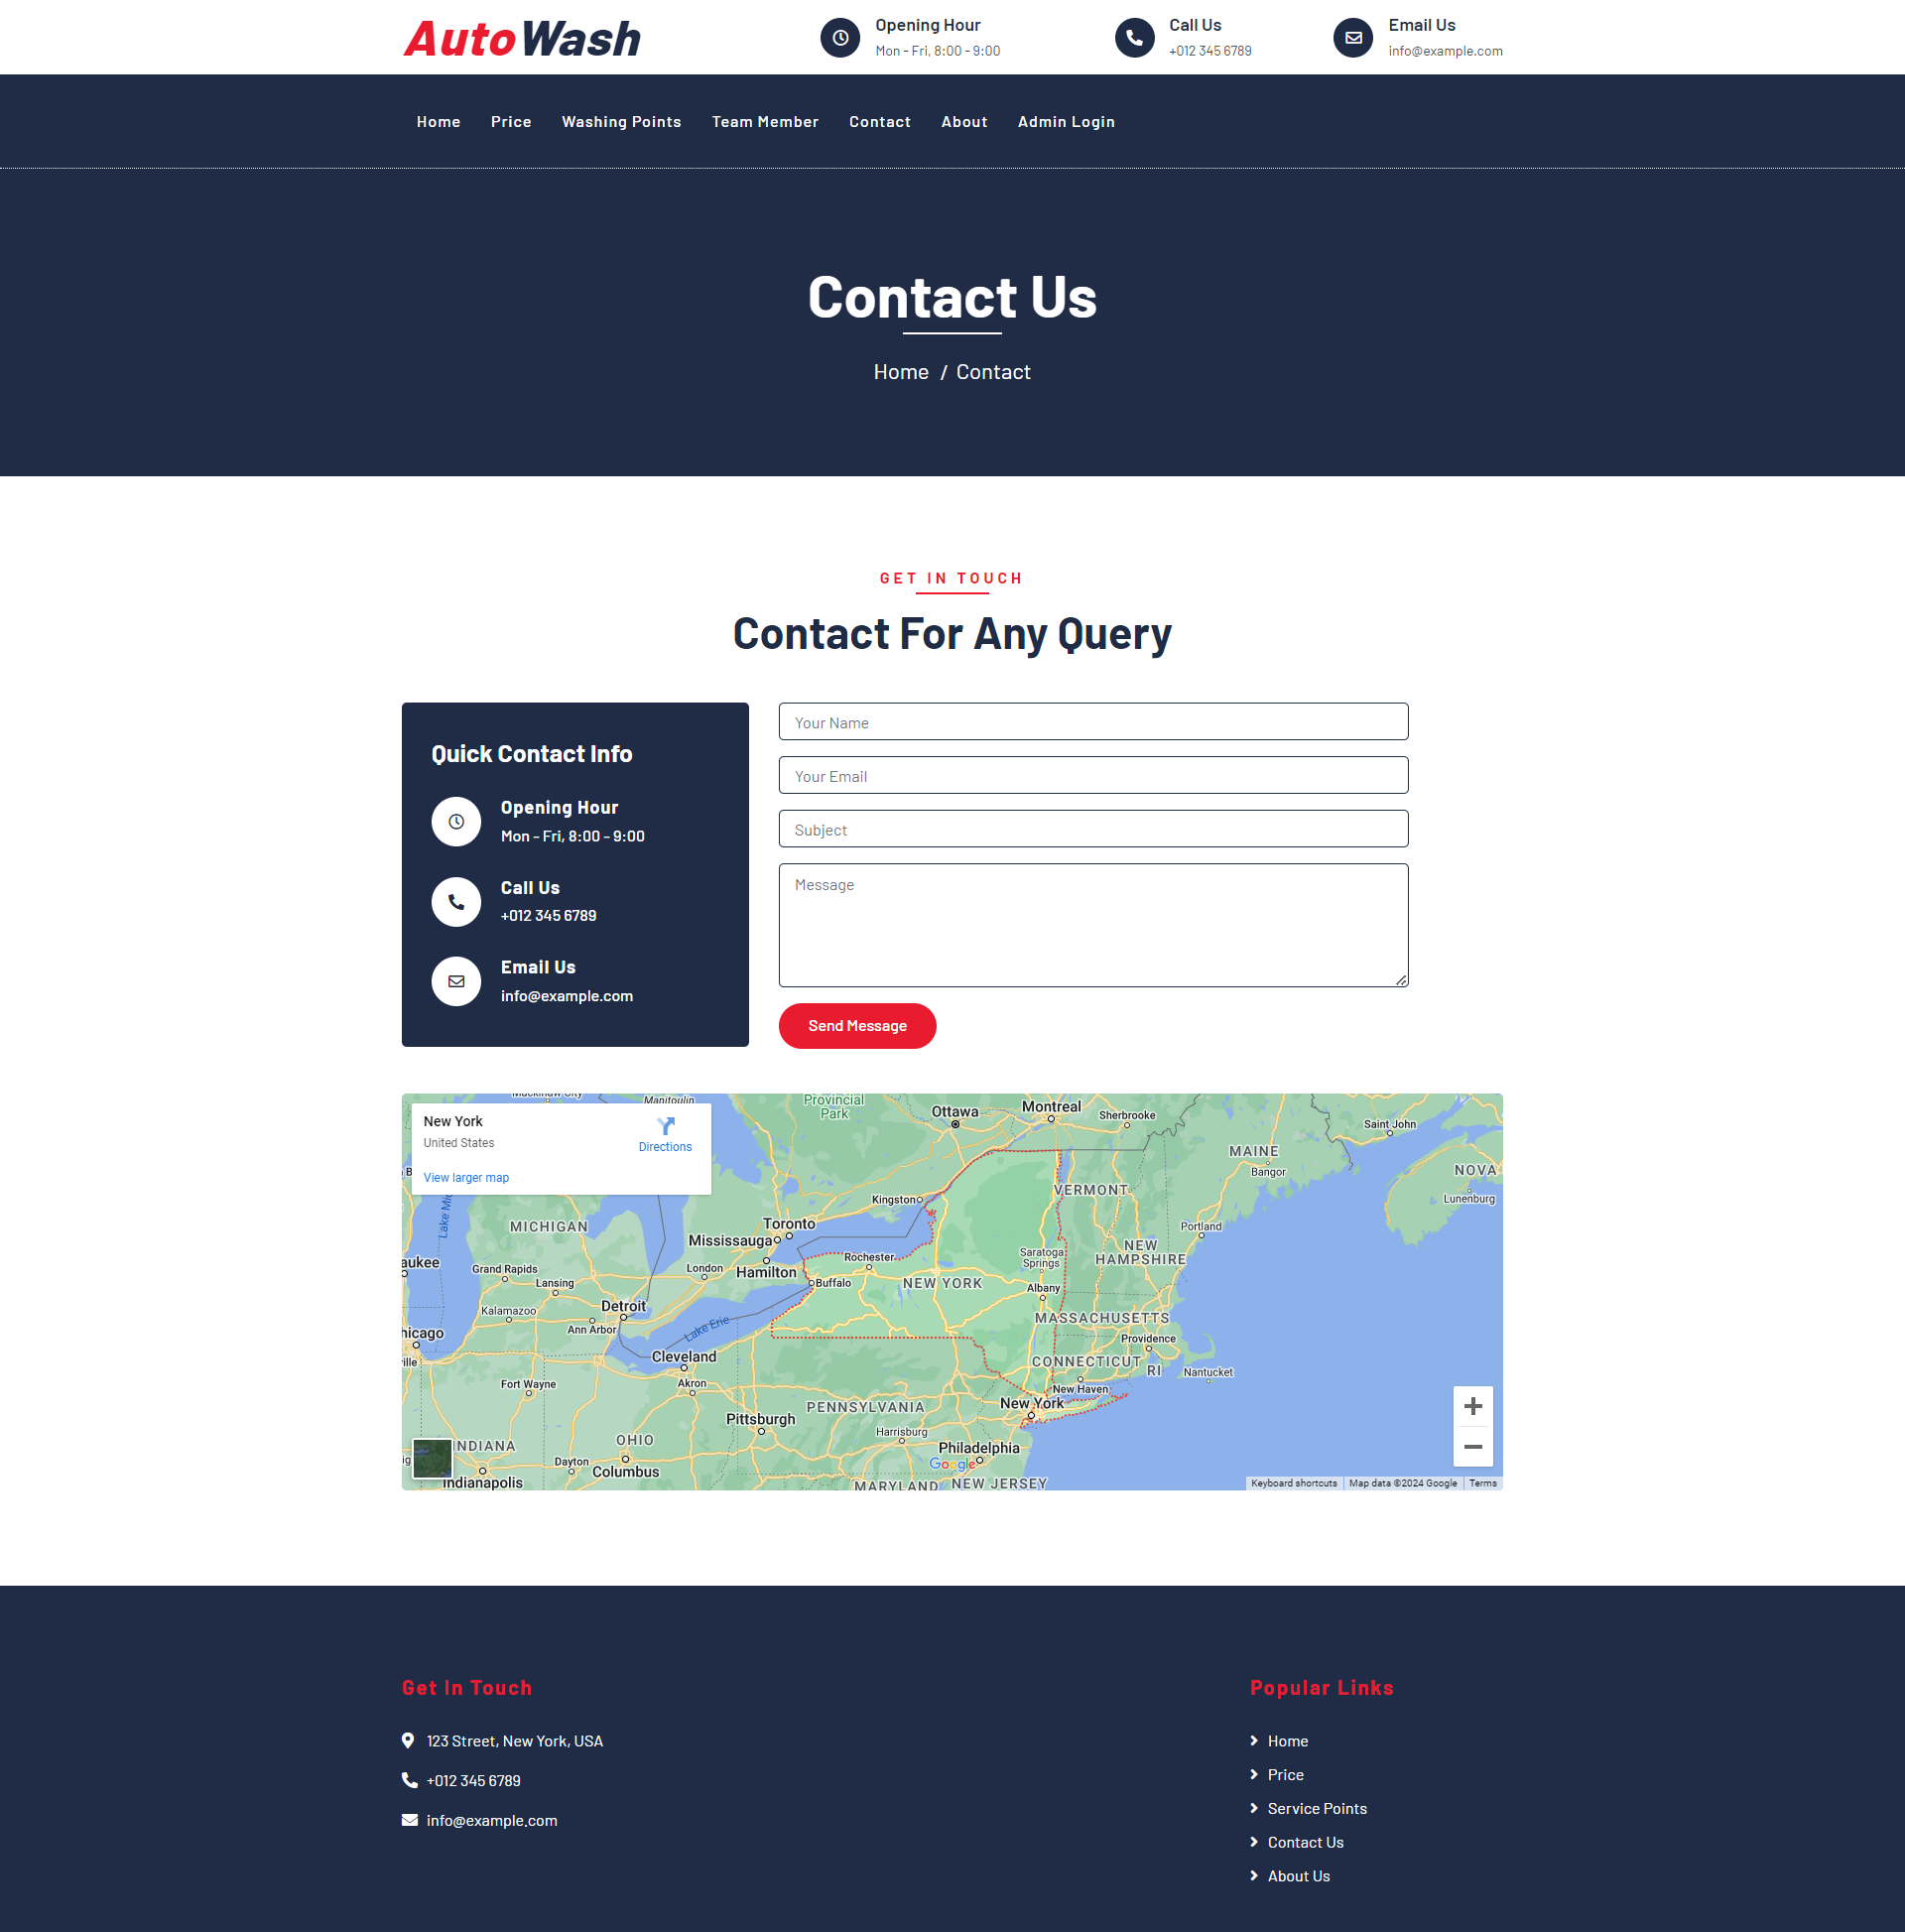 AutoWash
Opening Hour
Mon - Fri, 8:00 - 9:00
Call Us
+012 345 6789
Email Us
info@example.com
Home
Price
Washing Points
Team Member
Contact
About
Admin Login
Contact Us
Home / Contact
GET IN TOUCH
Contact For Any Query
Quick Contact Info
Opening Hour
Mon - Fri, 8:00 - 9:00
Call Us
+012 345 6789
Email Us
info@example.com
Your Name
Your Email
Subject
Message
Send Message
New York
United States
Directions
View larger map
Manitoulin
Provincial
Park
Ottawa
Montreal
Sherbrooke
Saint John
MAINE
Bangor
NOVA
Lunenburg
VERMONT
Kingston
Portland
MICHIGAN
Toronto
Mississauga
Hamilton
London
Rochester
Buffalo
NEW YORK
Saratoga
Springs
Albany
NEW
HAMPSHIRE
aukee
Grand Rapids
Lansing
Kalamazoo
Detroit
Ann Arbor
Lake Erie
hicago
ville
MASSACHUSETTS
Providence
CONNECTICUT
RI
Nantucket
New Haven
New York
Cleveland
Akron
Fort Wayne
PENNSYLVANIA
Pittsburgh
Harrisburg
Philadelphia
OHIO
INDIANA
Dayton
Columbus
Indianapolis
Google
MARYLAND
NEW JERSEY
Keyboard shortcuts
Map data ©2024 Google
Terms
Get In Touch
123 Street, New York, USA
+012 345 6789
info@example.com
Popular Links
Home
Price
Service Points
Contact Us
About Us